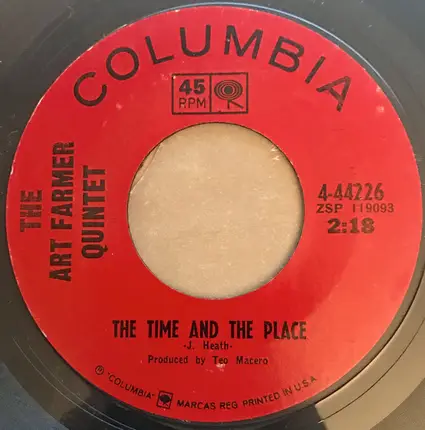 COLUMBIA
45
RPM
THE
ART FARMER
QUINTET
4-44226
ZSP 119093
2:18
THE TIME AND THE PLACE
-J. Heath-
Produced by Teo Macero
℗ "COLUMBIA" MARCAS REG. PRINTED IN U.S.A.